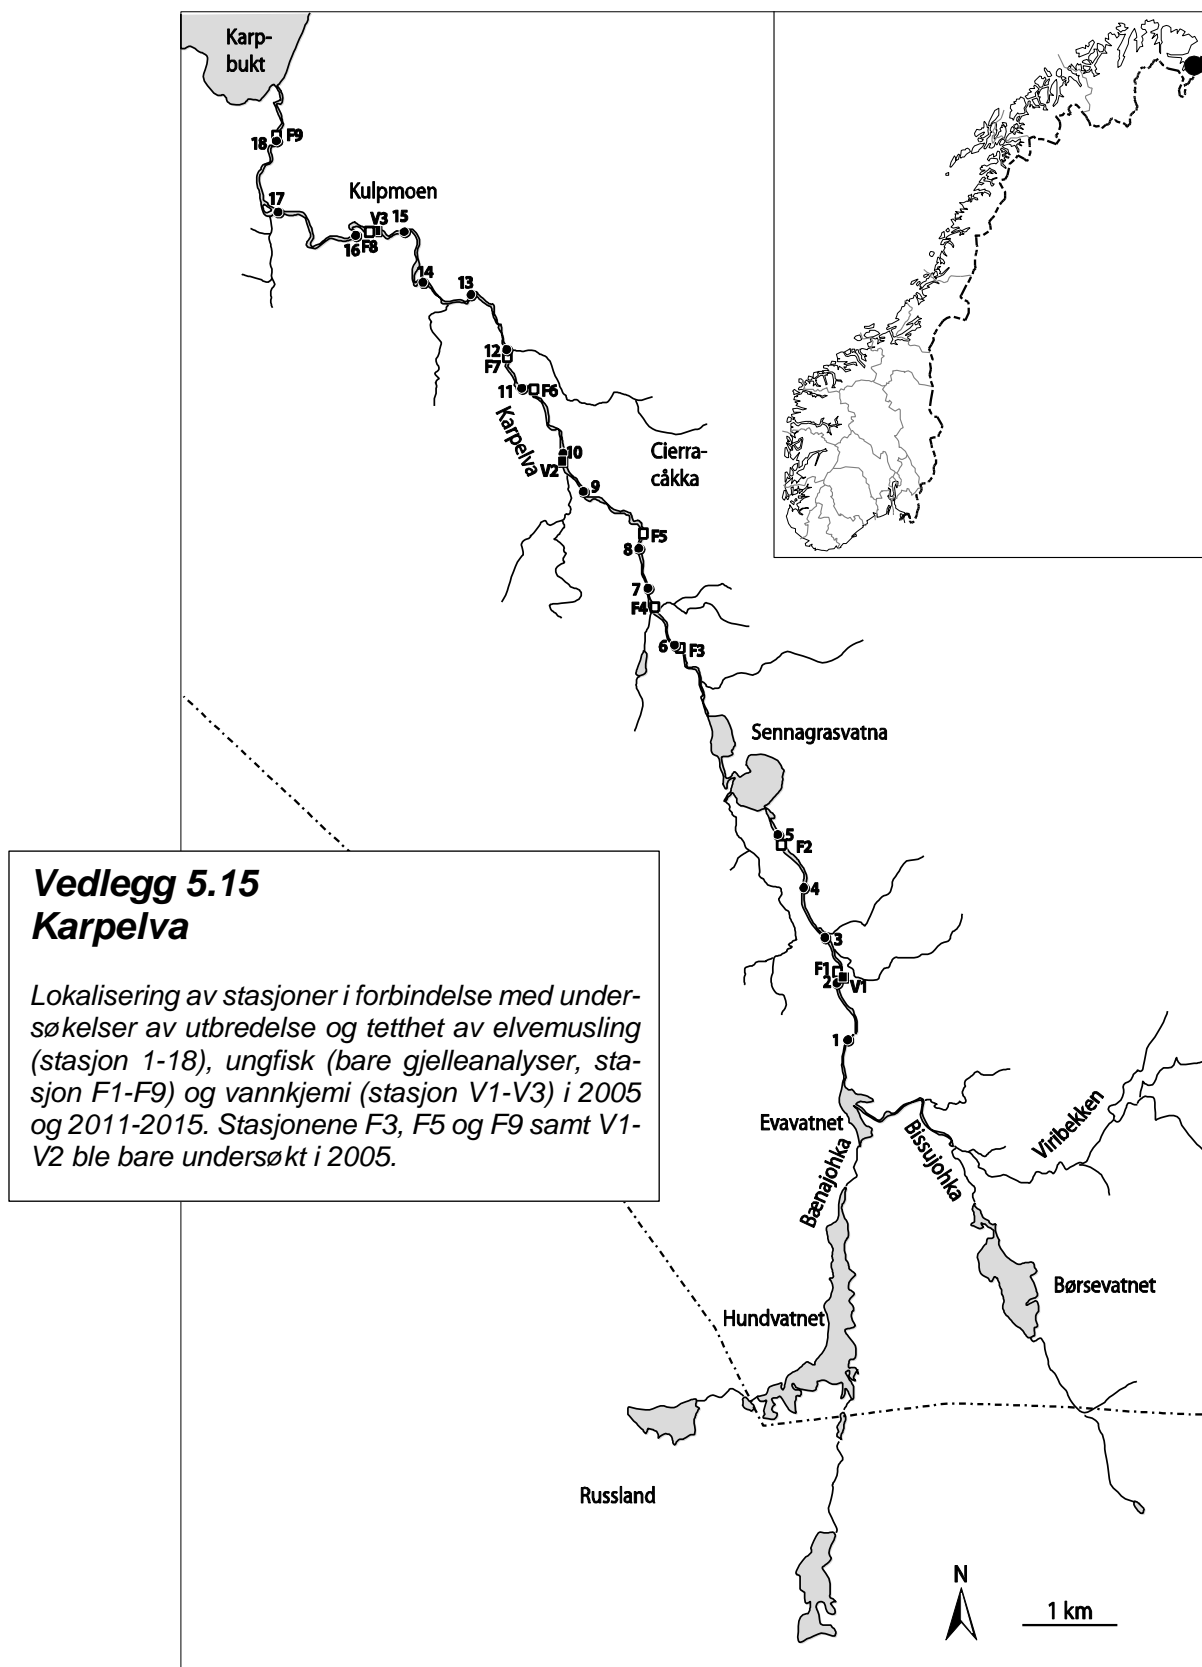 Karp-
bukt
F9
18
17
Kulpmoen
V3
15
16
F8
14
13
12
F7
11
F6
Karpelva
10
V2
9
Cierra-
cåkka
F5
8
7
F4
6
F3
Sennagrasvatna
5
F2
4
3
F1
2
V1
1
Vedlegg 5.15
Karpelva
Lokalisering av stasjoner i forbindelse med under-
søkelser av utbredelse og tetthet av elvemusling
(stasjon 1-18), ungfisk (bare gjelleanalyser, sta-
sjon F1-F9) og vannkjemi (stasjon V1-V3) i 2005
og 2011-2015. Stasjonene F3, F5 og F9 samt V1-
V2 ble bare undersøkt i 2005.
Evavatnet
Bænajohka
Bissujohka
Viribekken
Børsevatnet
Hundvatnet
Russland
N
1 km